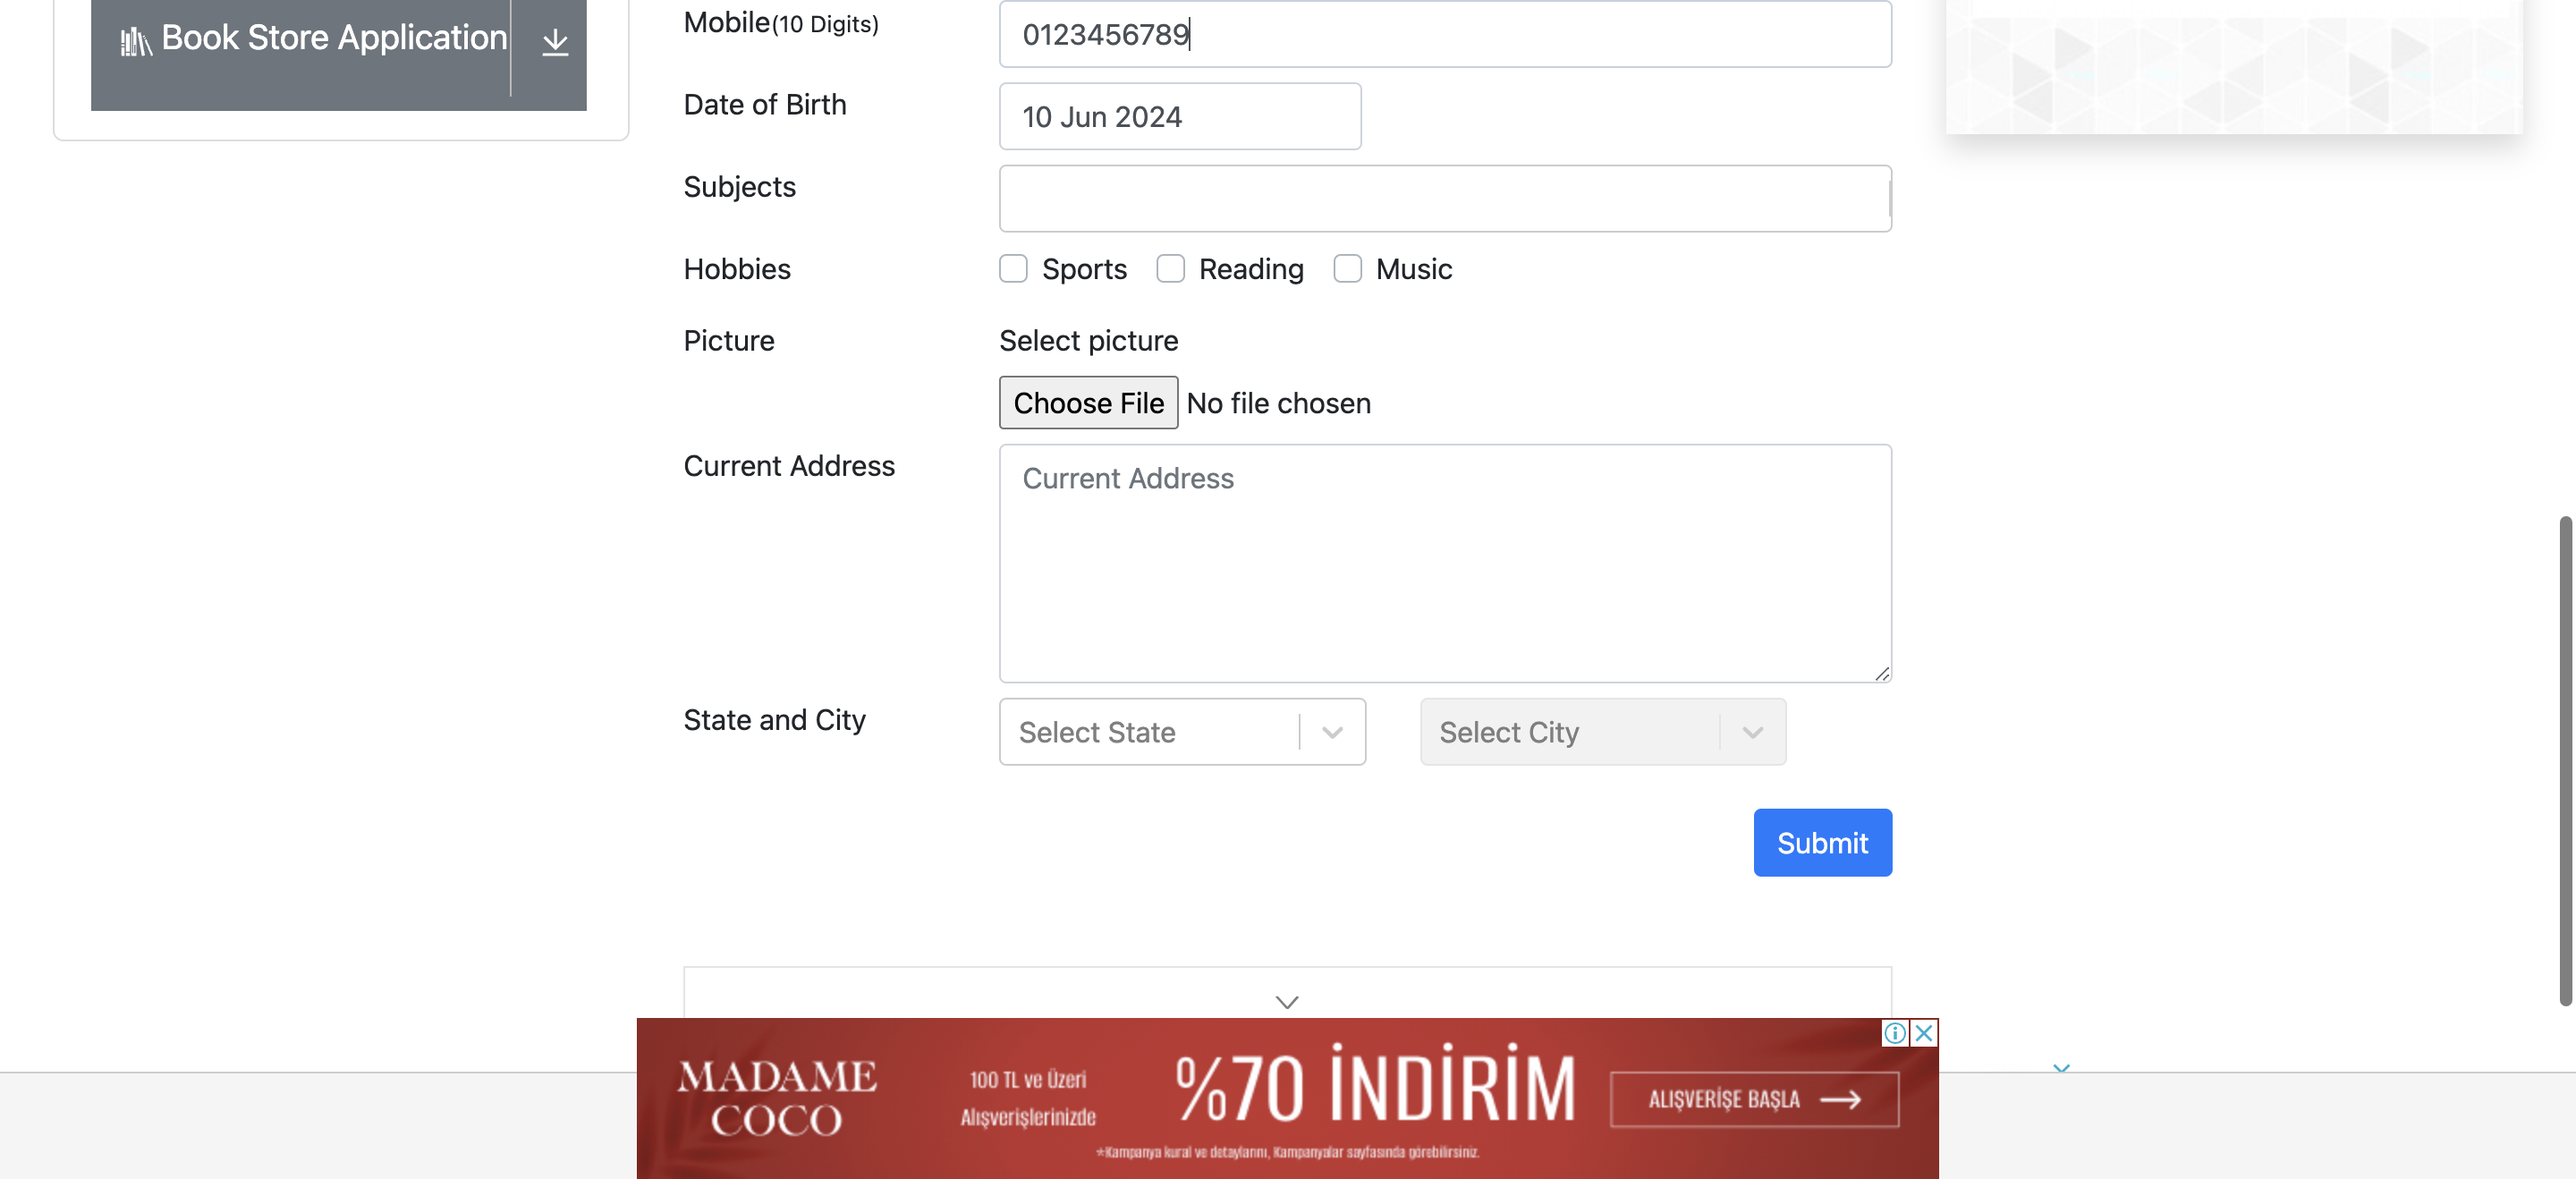 Book Store Application
Mobile(10 Digits)
0123456789
Date of Birth
10 Jun 2024
Subjects
Hobbies
Sports
Reading
Music
Picture
Select picture
Choose File
No file chosen
Current Address
Current Address
State and City
Select State
Select City
Submit
MADAME
COCO
100 TL ve Üzeri
Alışverişlerinizde
%70 İNDİRİM
ALIŞVERİŞE BAŞLA
*Kampanya kural ve detaylarını, Kampanyalar sayfasında görebilirsiniz.